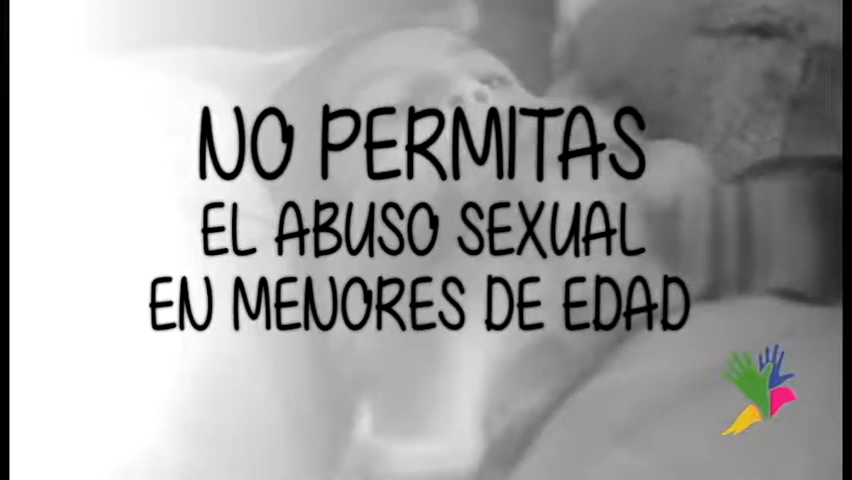 NO PERMITAS
EL ABUSO SEXUAL
EN MENORES DE EDAD